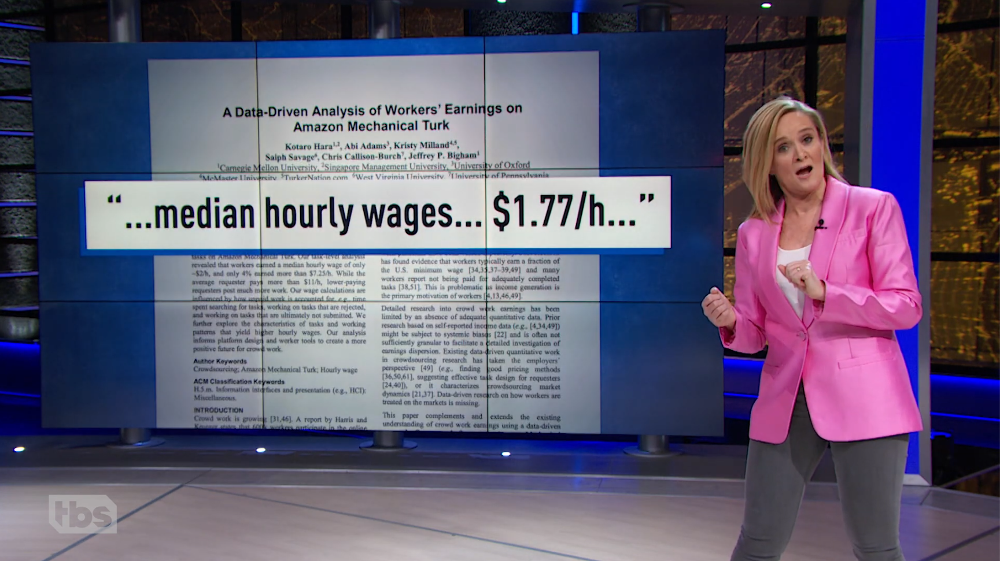 A Data-Driven Analysis of Workers' Earnings on
Amazon Mechanical Turk
Kotaro Hara1,2, Abi Adams3, Kristy Milland4,5,
Saiph Savage6, Chris Callison-Burch7, Jeffrey P. Bigham1
1Carnegie Mellon University, 2Singapore Management University, 3University of Oxford
4McMaster University, 5TurkerNation.com, 6West Virginia University, 7University of Pennsylvania
“...median hourly wages... $1.77/h...”
tasks on Amazon Mechanical Turk. Our task-level analysis
revealed that workers earned a median hourly wage of only
~$2/h, and only 4% earned more than $7.25/h. While the
average requester pays more than $11/h, lower-paying
requesters post much more work. Our wage calculations are
influenced by how unpaid work is accounted for, e.g., time
spent searching for tasks, working on tasks that are rejected,
and working on tasks that are ultimately not submitted. We
further explore the characteristics of tasks and working
patterns that yield higher hourly wages. Our analysis
informs platform design and worker tools to create a more
positive future for crowd work.
Author Keywords
Crowdsourcing; Amazon Mechanical Turk; Hourly wage
ACM Classification Keywords
H.5.m. Information interfaces and presentation (e.g., HCI):
Miscellaneous.
INTRODUCTION
Crowd work is growing [31,46]. A report by Harris and
Krueger states that 600k workers participate in the online
has found evidence that workers typically earn a fraction of
the U.S. minimum wage [34,35,37–39,49] and many
workers report not being paid for adequately completed
tasks [38,51]. This is problematic as income generation is
the primary motivation of workers [4,13,46,49].
Detailed research into crowd work earnings has been
limited by an absence of adequate quantitative data. Prior
research based on self-reported income data (e.g., [4,34,49])
might be subject to systemic biases [22] and is often not
sufficiently granular to facilitate a detailed investigation of
earnings dispersion. Existing data-driven quantitative work
in crowdsourcing research has taken the employers'
perspective [49] (e.g., finding good pricing methods
[36,50,61], suggesting effective task design for requesters
[24,40]), or it characterizes crowdsourcing market
dynamics [21,37]. Data-driven research on how workers are
treated on the markets is missing.
This paper complements and extends the existing
understanding of crowd work earnings using a data-driven
tbs